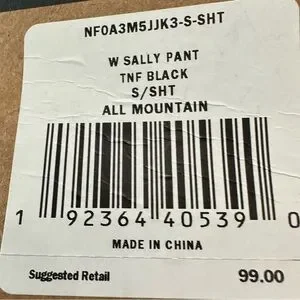 NF0A3M5JJK3-S-SHT
W SALLY PANT
TNF BLACK
S/SHT
ALL MOUNTAIN
1 92364 40539 0
MADE IN CHINA
Suggested Retail 99.00